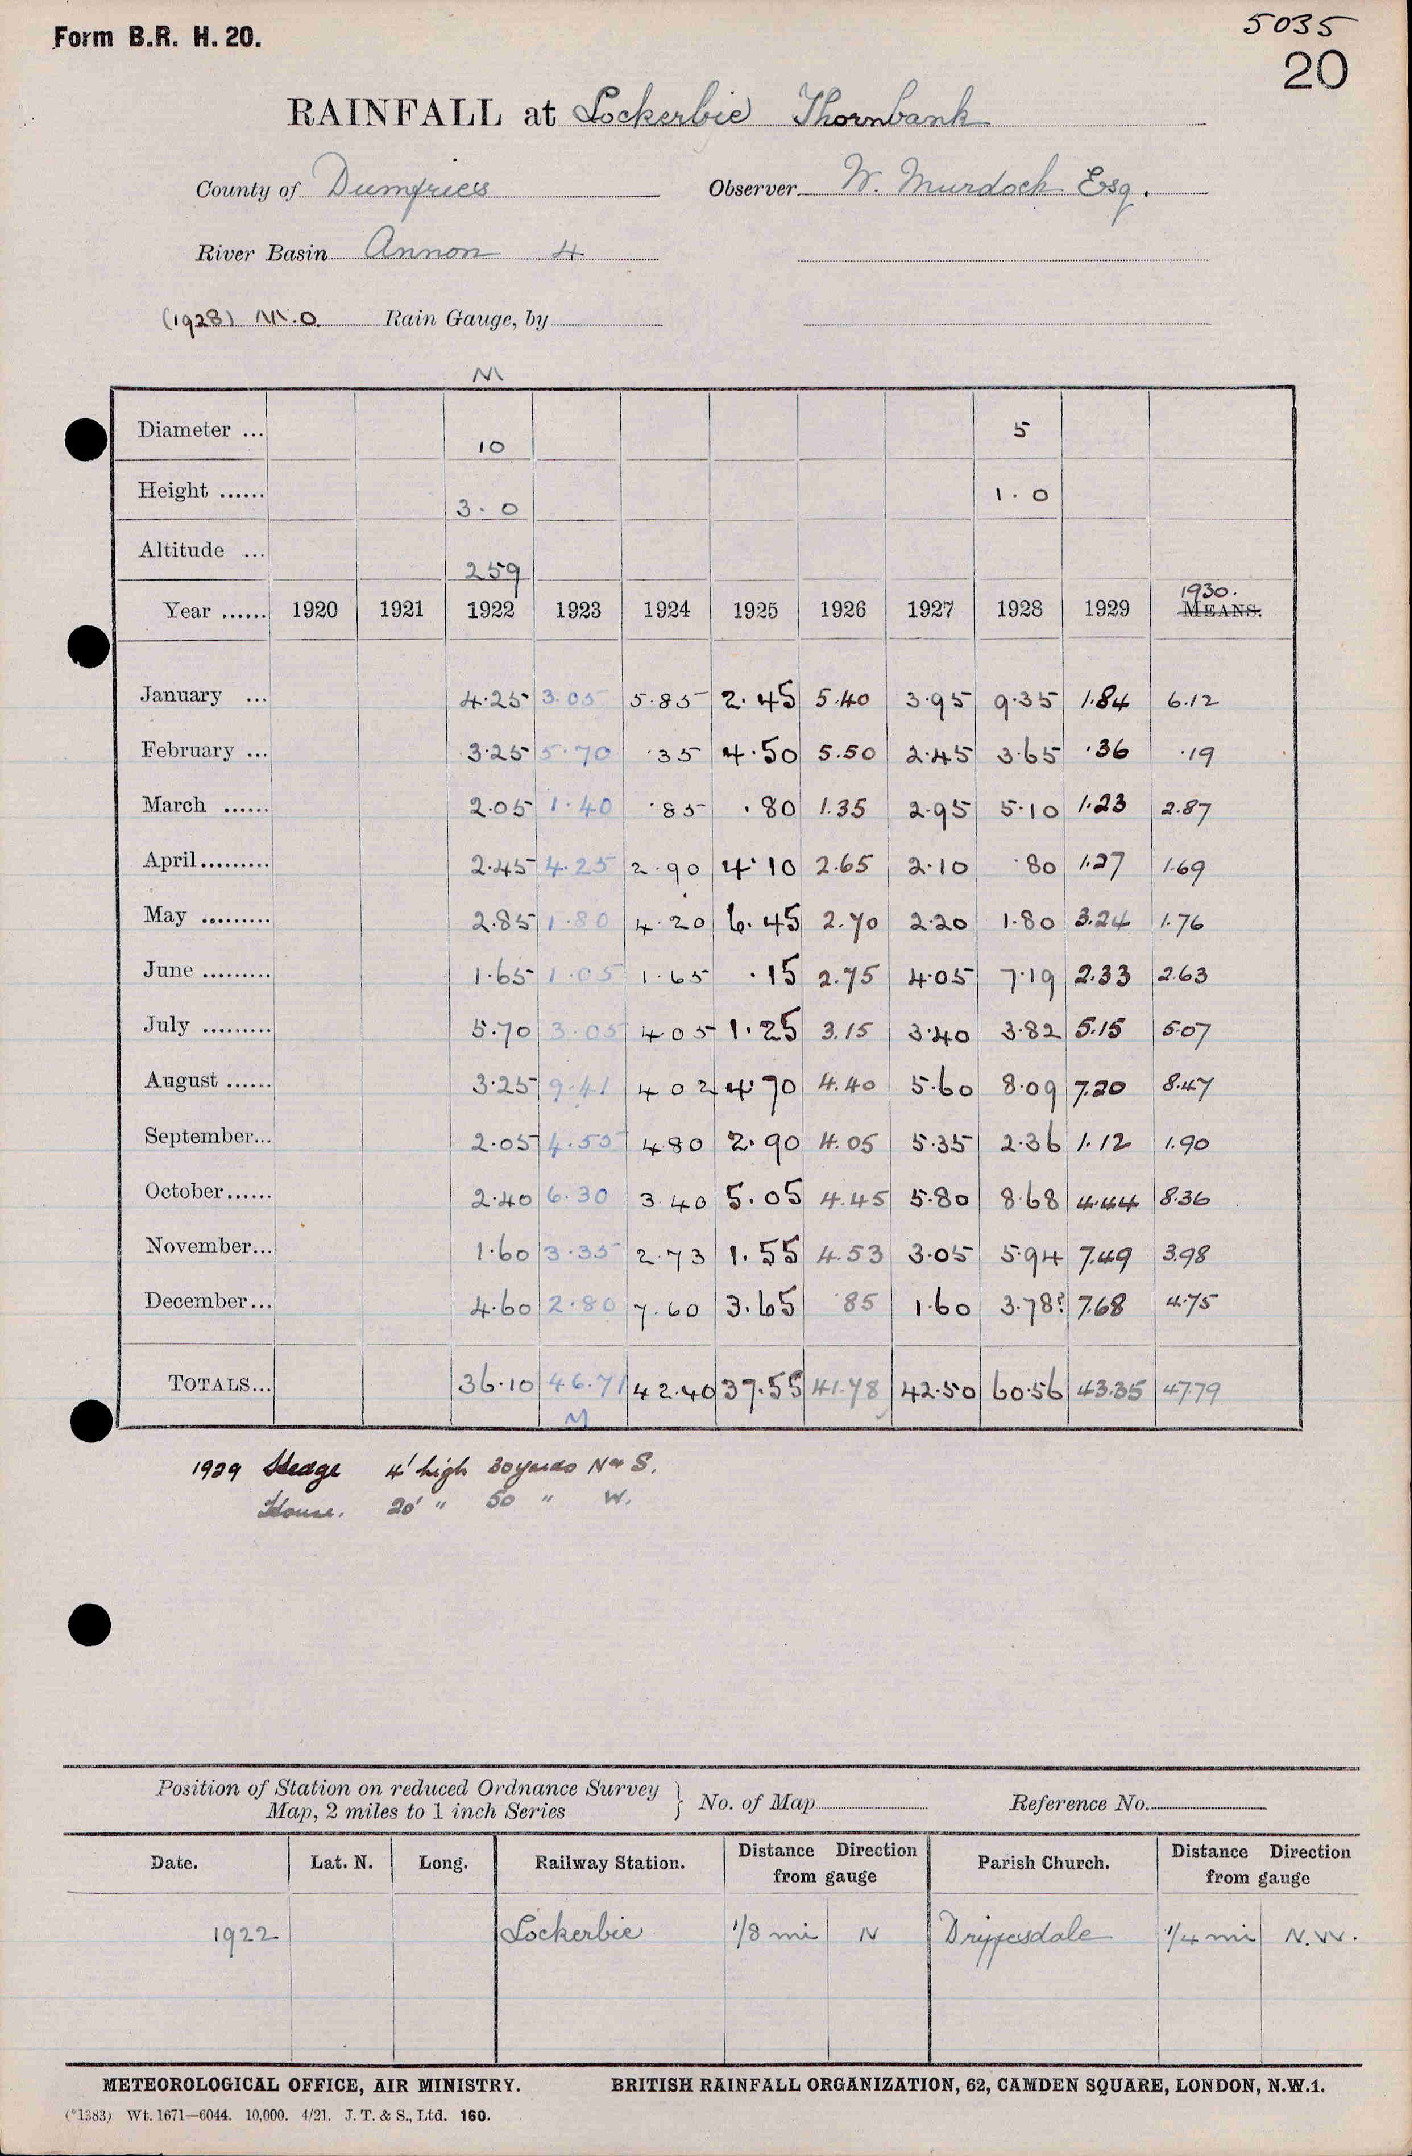 Form B.R. H. 20.
5035
20
RAINFALL at Lockerbie Thornbank
County of Dumfries Observer W. Murdoch Esq.
River Basin Annon 4
(1928) M.O. Rain Gauge, by
M
Diameter ... 10 5
Height ...... 3.0 1.0
Altitude ... 259
1930.
Year ...... 1920 1921 1922 1923 1924 1925 1926 1927 1928 1929 MEANS.
January ... 4.25 3.05 5.85 2.45 5.40 3.95 9.35 1.84 6.12
February ... 3.25 5.70 .35 4.50 5.50 2.45 3.65 .36 .19
March ...... 2.05 1.40 .85 .80 1.35 2.95 5.10 1.23 2.87
April......... 2.45 4.25 2.90 4.10 2.65 2.10 .80 1.27 1.69
May ......... 2.85 1.80 4.20 6.45 2.70 2.20 1.80 3.24 1.76
June ......... 1.65 1.05 1.65 .15 2.75 4.05 7.19 2.33 2.63
July ......... 5.70 3.05 4 05 1.25 3.15 3.40 3.82 5.15 5.07
August ...... 3.25 9.41 4 02 4.70 4.40 5.60 8.09 7.20 8.47
September... 2.05 4.55 4.80 2.90 4.05 5.35 2.36 1.12 1.90
October...... 2.40 6.30 3 40 5.05 4.45 5.80 8.68 4.44 8.36
November... 1.60 3.35 2.73 1.55 4.53 3.05 5.94 7.49 3.98
December... 4.60 2.80 7.60 3.65 .85 1.60 3.78? 7.68 4.75
TOTALS... 36.10 46.71 42.40 37.55 41.78 42.50 60.56 43.35 47.79
M
1929 Hedge 4' high 30 yards N & S.
House. 20' " 50 " W.
Position of Station on reduced Ordnance Survey
Map, 2 miles to 1 inch Series } No. of Map Reference No.
Date. Lat. N. Long. Railway Station. Distance Direction from gauge Parish Church. Distance Direction from gauge
1922 Lockerbie 1/8 mi N Dryfesdale 1/4 mi N.W.
METEOROLOGICAL OFFICE, AIR MINISTRY. BRITISH RAINFALL ORGANIZATION, 62, CAMDEN SQUARE, LONDON, N.W.1.
(*1383) Wt. 1671—6044. 10,000. 4/21. J. T. & S., Ltd. 160.